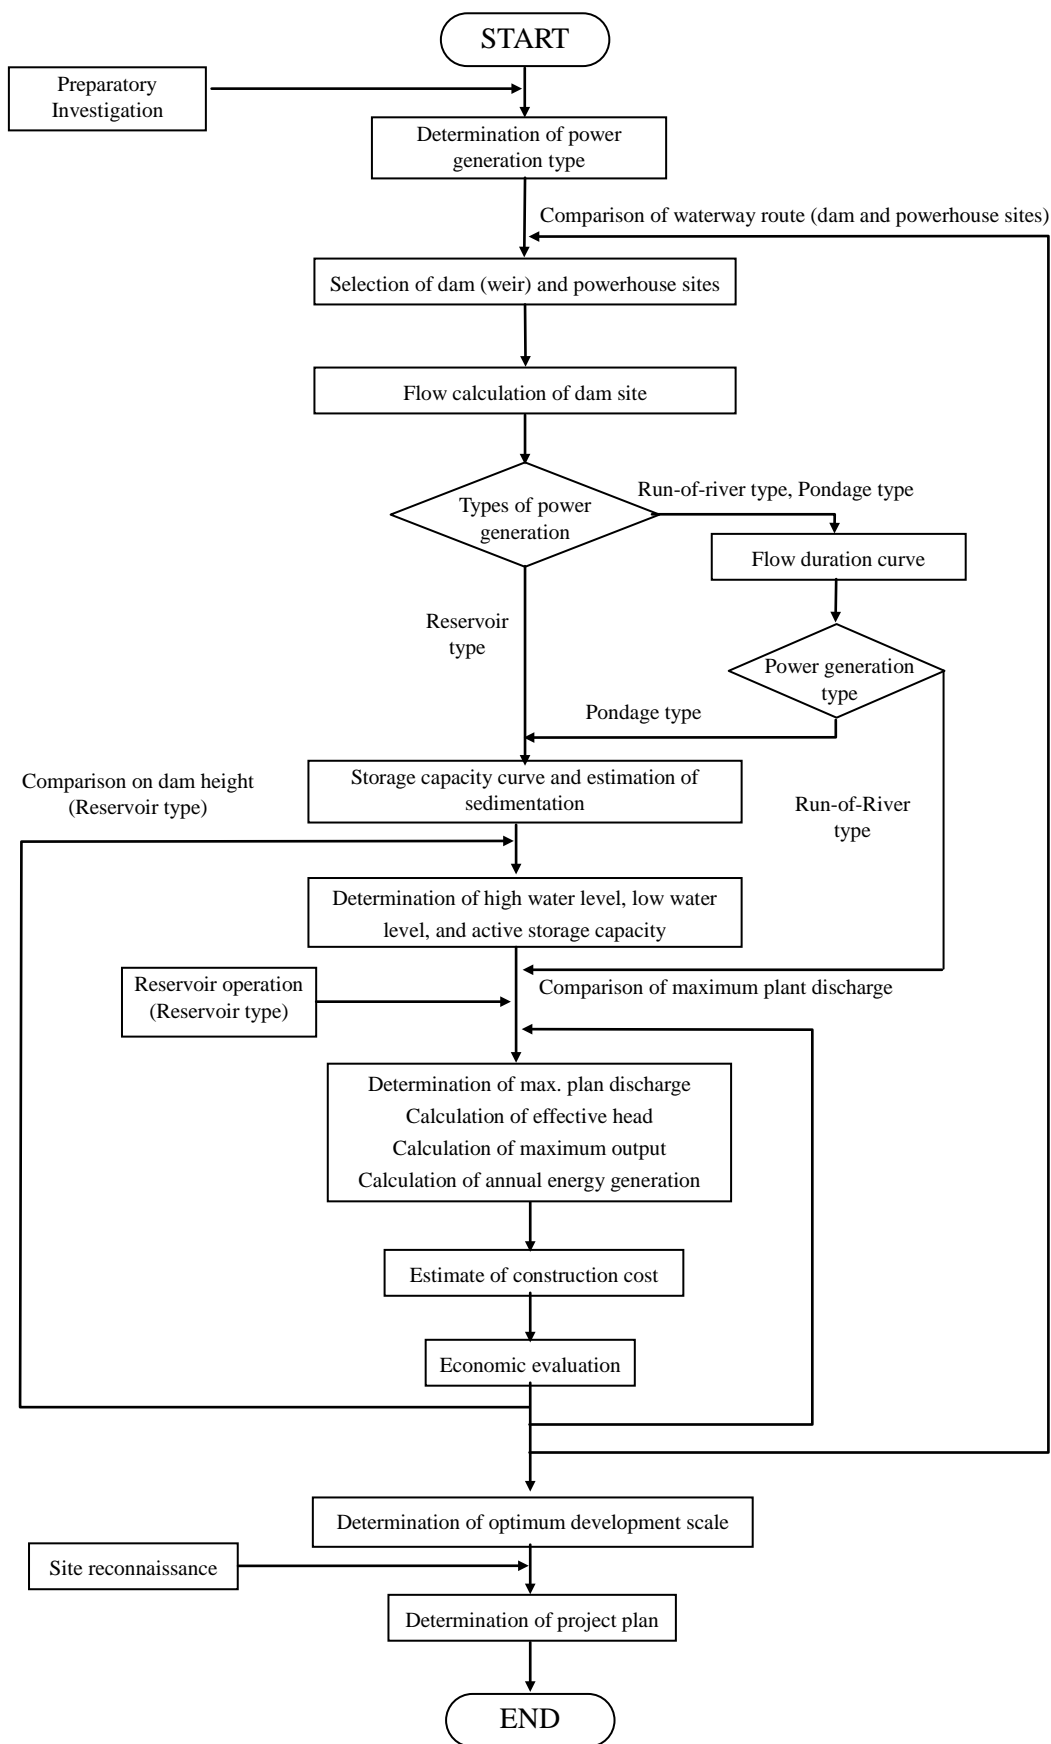 START
Preparatory
Investigation
Determination of power
generation type
Comparison of waterway route (dam and powerhouse sites)
Selection of dam (weir) and powerhouse sites
Flow calculation of dam site
Types of power
generation
Run-of-river type, Pondage type
Flow duration curve
Reservoir
type
Power generation
type
Pondage type
Storage capacity curve and estimation of
sedimentation
Comparison on dam height
(Reservoir type)
Run-of-River
type
Determination of high water level, low water
level, and active storage capacity
Reservoir operation
(Reservoir type)
Comparison of maximum plant discharge
Determination of max. plan discharge
Calculation of effective head
Calculation of maximum output
Calculation of annual energy generation
Estimate of construction cost
Economic evaluation
Determination of optimum development scale
Site reconnaissance
Determination of project plan
END